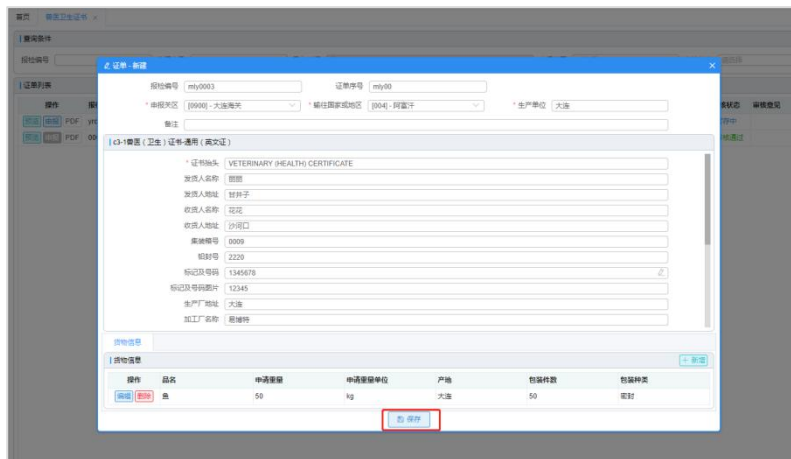 首页 兽医卫生证书 ×
查询条件
报检编号
证单列表
证单 - 新建 ×
报检编号 mly0003 证单序号 mly00
* 申报关区 [0900] - 大连海关 * 输往国家或地区 [004] - 阿富汗 * 生产单位 大连
备注
c3-1兽医（卫生）证书-通用（英文证）
* 证书抬头 VETERINARY (HEALTH) CERTIFICATE
发货人名称 丽丽
发货人地址 甘井子
收货人名称 花花
收货人地址 沙河口
集装箱号 0009
铅封号 2220
标记及号码 1345678
标记及号码图片 12345
生产厂地址 大连
加工厂名称 易博特
货物信息
货物信息 + 新增
操作 品名 申请重量 申请重量单位 产地 包装件数 包装种类
编辑 删除 鱼 50 kg 大连 50 密封
保存
操作 审核意见
PDF
PDF